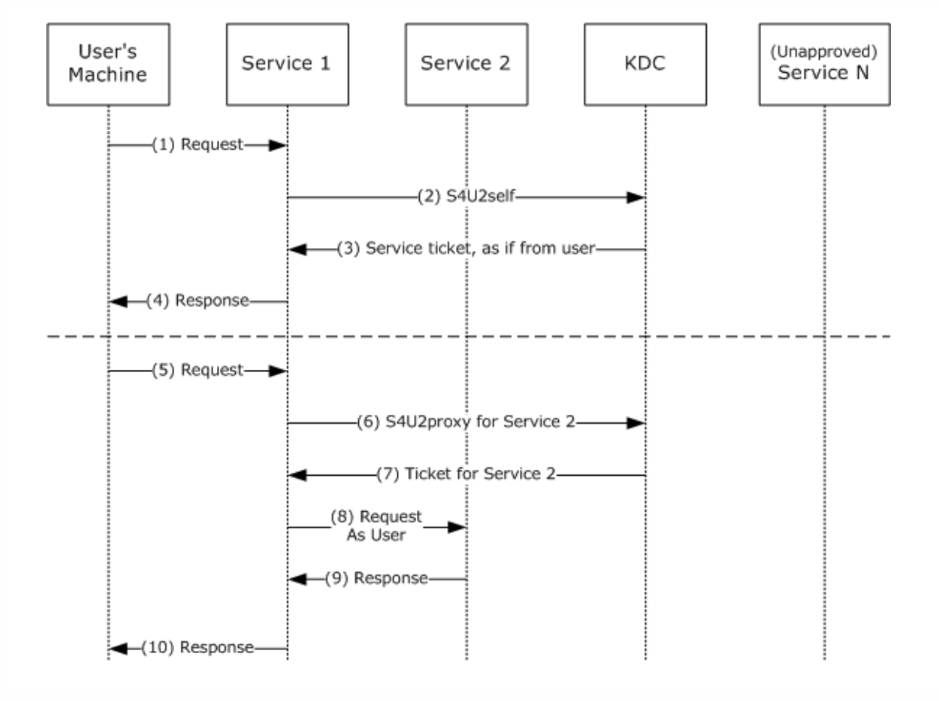 User's
Machine
Service 1
Service 2
KDC
(Unapproved)
Service N
(1) Request
(2) S4U2self
(3) Service ticket, as if from user
(4) Response
(5) Request
(6) S4U2proxy for Service 2
(7) Ticket for Service 2
(8) Request
As User
(9) Response
(10) Response